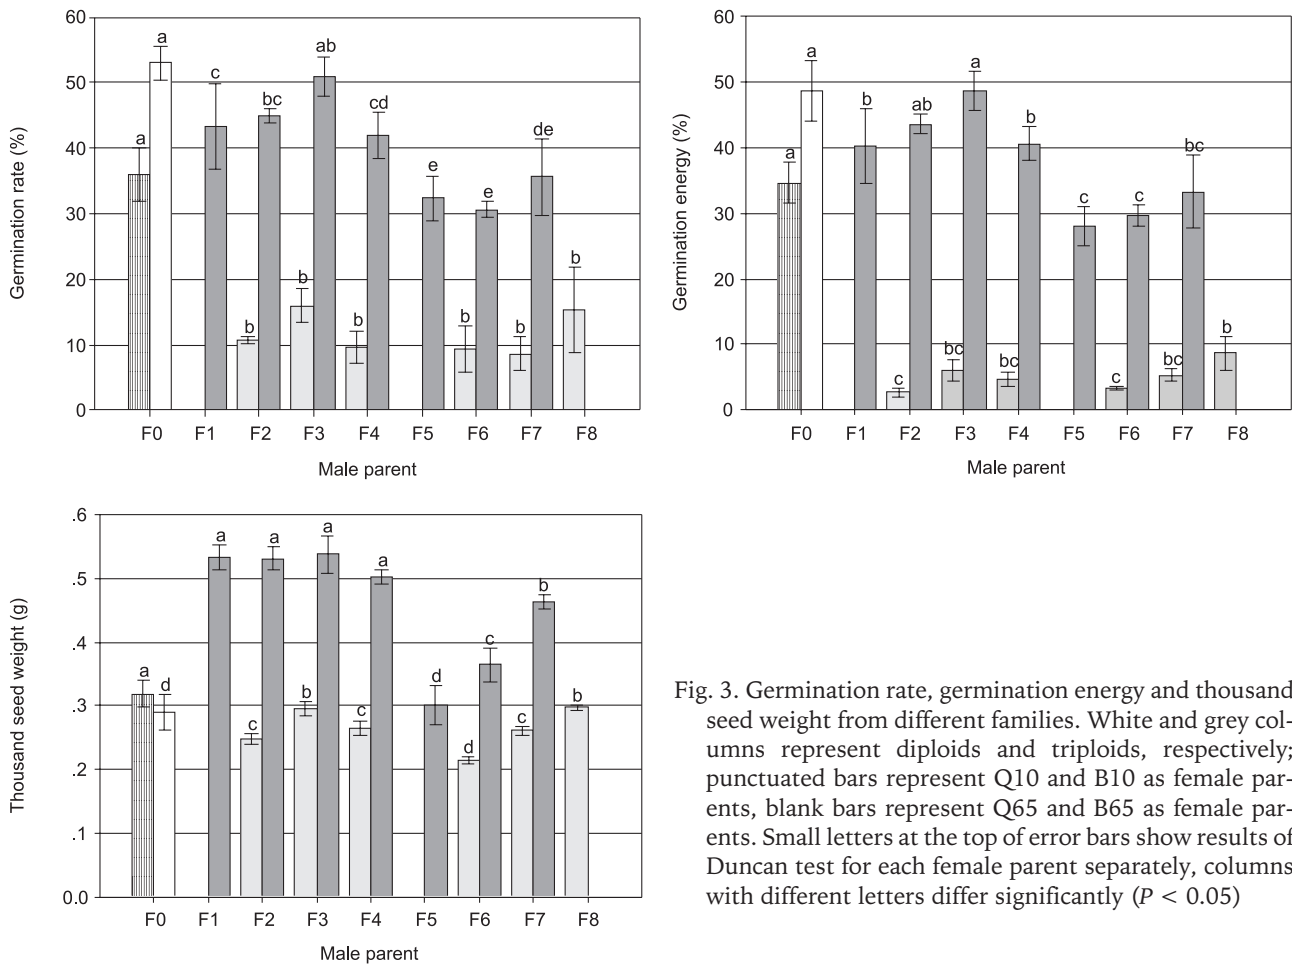 60
50
40
30
20
10
0
Germination rate (%)
a
a
c
b
bc
b
ab
b
cd
e
b
e
b
de
b
F0 F1 F2 F3 F4 F5 F6 F7 F8
Male parent
60
50
40
30
20
10
0
Germination energy (%)
a
a
b
c
ab
bc
a
bc
b
c
c
c
bc
bc
b
F0 F1 F2 F3 F4 F5 F6 F7 F8
Male parent
.6
.5
.4
.3
.2
.1
0.0
Thousand seed weight (g)
a
d
a
c
a
b
a
c
a
d
d
c
c
b
b
F0 F1 F2 F3 F4 F5 F6 F7 F8
Male parent
Fig. 3. Germination rate, germination energy and thousand
seed weight from different families. White and grey col-
umns represent diploids and triploids, respectively;
punctuated bars represent Q10 and B10 as female par-
ents, blank bars represent Q65 and B65 as female par-
ents. Small letters at the top of error bars show results of
Duncan test for each female parent separately, columns
with different letters differ significantly (P < 0.05)